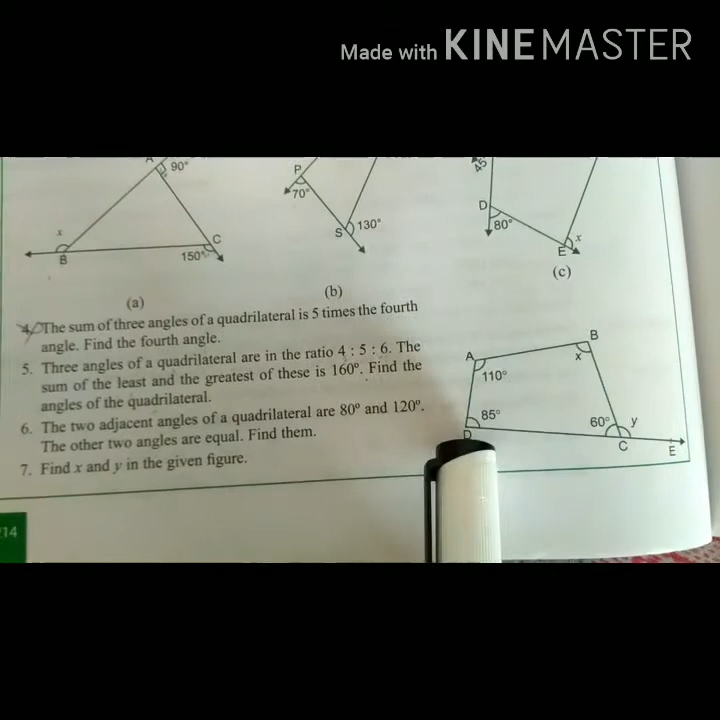 Made with KINEMASTER
A
90°
x
B
C
150°
(a)
P
70°
S
130°
(b)
45
D
80°
E
x
(c)
4. The sum of three angles of a quadrilateral is 5 times the fourth
angle. Find the fourth angle.
5. Three angles of a quadrilateral are in the ratio 4 : 5 : 6. The
sum of the least and the greatest of these is 160°. Find the
angles of the quadrilateral.
6. The two adjacent angles of a quadrilateral are 80° and 120°.
The other two angles are equal. Find them.
7. Find x and y in the given figure.
A
110°
B
x
85°
D
60°
y
C
E
14